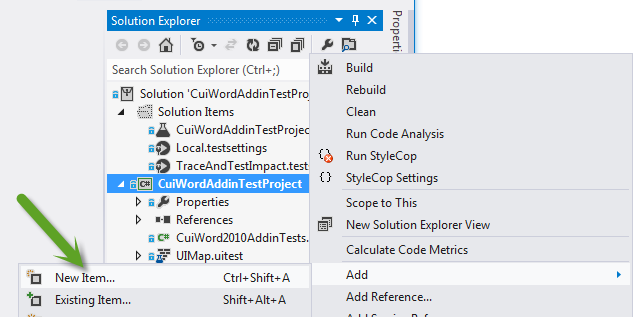 Solution Explorer
Properties
Search Solution Explorer (Ctrl+;)
Solution 'CuiWordAddinTestProj
Solution Items
CuiWordAddinTestProjec
Local.testsettings
TraceAndTestImpact.test
C# CuiWordAddinTestProject
Properties
References
C# CuiWord2010AddinTests.
UIMap.uitest
Build
Rebuild
Clean
Run Code Analysis
Run StyleCop
{} StyleCop Settings
Scope to This
New Solution Explorer View
Calculate Code Metrics
Add
Add Reference...
New Item... Ctrl+Shift+A
Existing Item... Shift+Alt+A